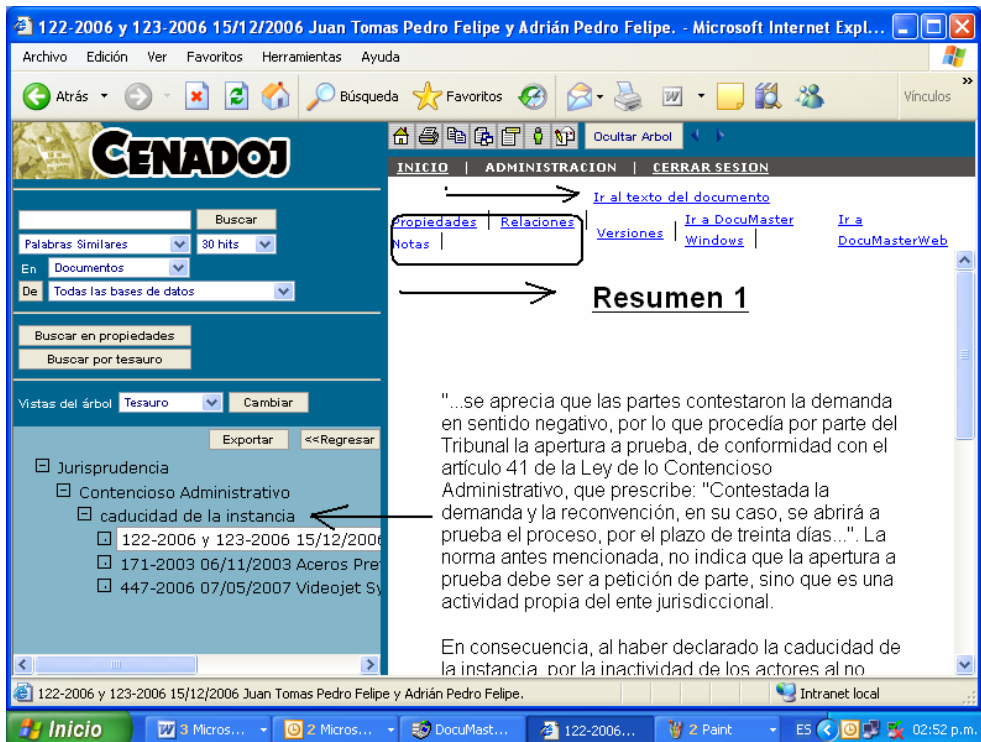 122-2006 y 123-2006 15/12/2006 Juan Tomas Pedro Felipe y Adrián Pedro Felipe. - Microsoft Internet Expl...
Archivo Edición Ver Favoritos Herramientas Ayuda
Atrás Búsqueda Favoritos Vínculos
CENADOJ
Buscar
Palabras Similares 30 hits
En Documentos
De Todas las bases de datos
Buscar en propiedades
Buscar por tesauro
Vistas del árbol Tesauro Cambiar
Exportar <<Regresar
Jurisprudencia
Contencioso Administrativo
caducidad de la instancia
122-2006 y 123-2006 15/12/2006
171-2003 06/11/2003 Aceros Pre
447-2006 07/05/2007 Videojet Sy
Ocultar Arbol
INICIO | ADMINISTRACION | CERRAR SESION
Ir al texto del documento
Propiedades | Relaciones |
Notas |
Versiones |
Ir a DocuMaster
Windows |
Ir a
DocuMasterWeb
Resumen 1
"...se aprecia que las partes contestaron la demanda
en sentido negativo, por lo que procedía por parte del
Tribunal la apertura a prueba, de conformidad con el
artículo 41 de la Ley de lo Contencioso
Administrativo, que prescribe: "Contestada la
demanda y la reconvención, en su caso, se abrirá a
prueba el proceso, por el plazo de treinta días...". La
norma antes mencionada, no indica que la apertura a
prueba debe ser a petición de parte, sino que es una
actividad propia del ente jurisdiccional.
En consecuencia, al haber declarado la caducidad de
la instancia, por la inactividad de los actores al no
122-2006 y 123-2006 15/12/2006 Juan Tomas Pedro Felipe y Adrián Pedro Felipe. Intranet local
Inicio 3 Micros... 2 Micros... DocuMast... 122-2006... 2 Paint ES 02:52 p.m.